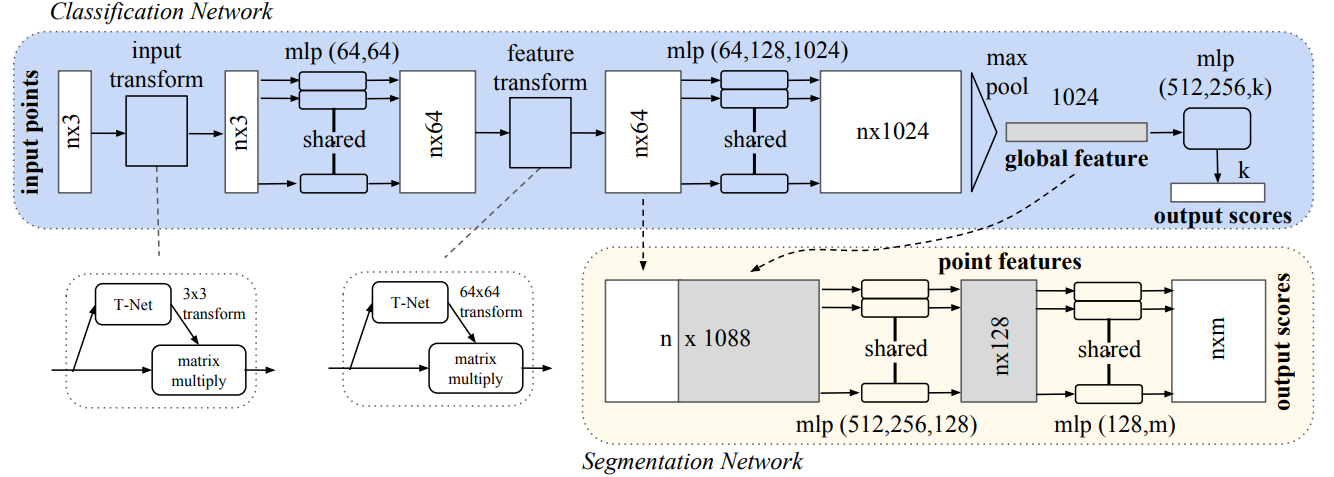 Classification Network
input points
nx3
input
transform
nx3
mlp (64,64)
shared
nx64
feature
transform
nx64
mlp (64,128,1024)
shared
nx1024
max
pool
1024
global feature
mlp
(512,256,k)
k
output scores
T-Net
3x3
transform
matrix
multiply
T-Net
64x64
transform
matrix
multiply
point features
n x 1088
shared
mlp (512,256,128)
nx128
shared
mlp (128,m)
nxm
output scores
Segmentation Network